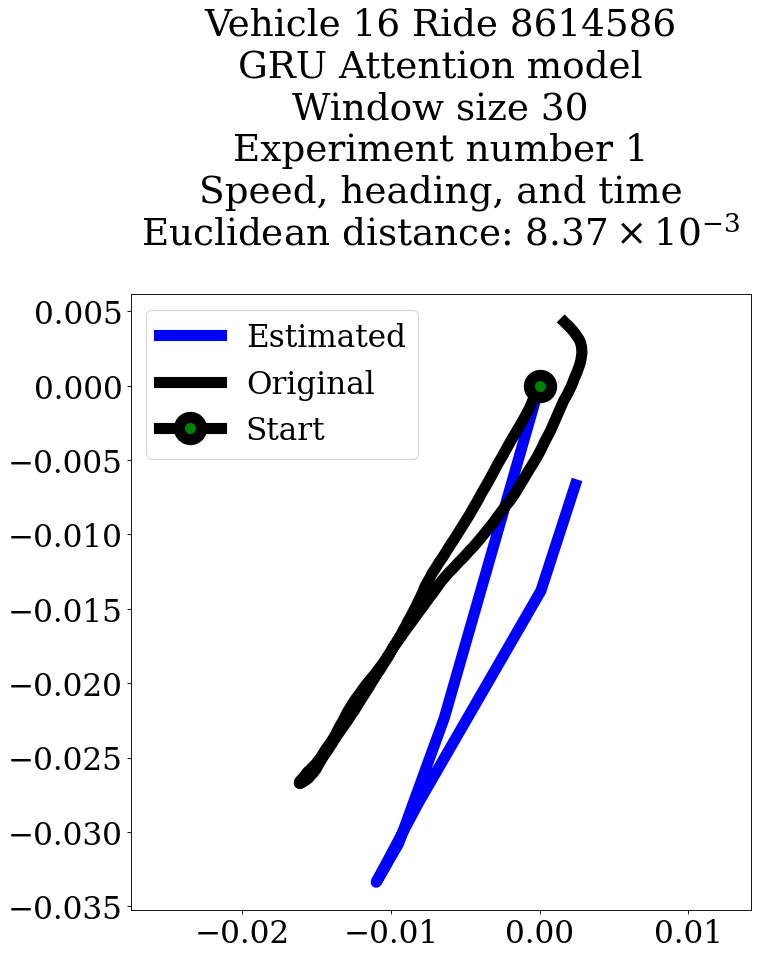 Vehicle 16 Ride 8614586
GRU Attention model
Window size 30
Experiment number 1
Speed, heading, and time
Euclidean distance: 8.37 × 10⁻³
Estimated
Original
Start
0.005
0.000
−0.005
−0.010
−0.015
−0.020
−0.025
−0.030
−0.035
−0.02
−0.01
0.00
0.01